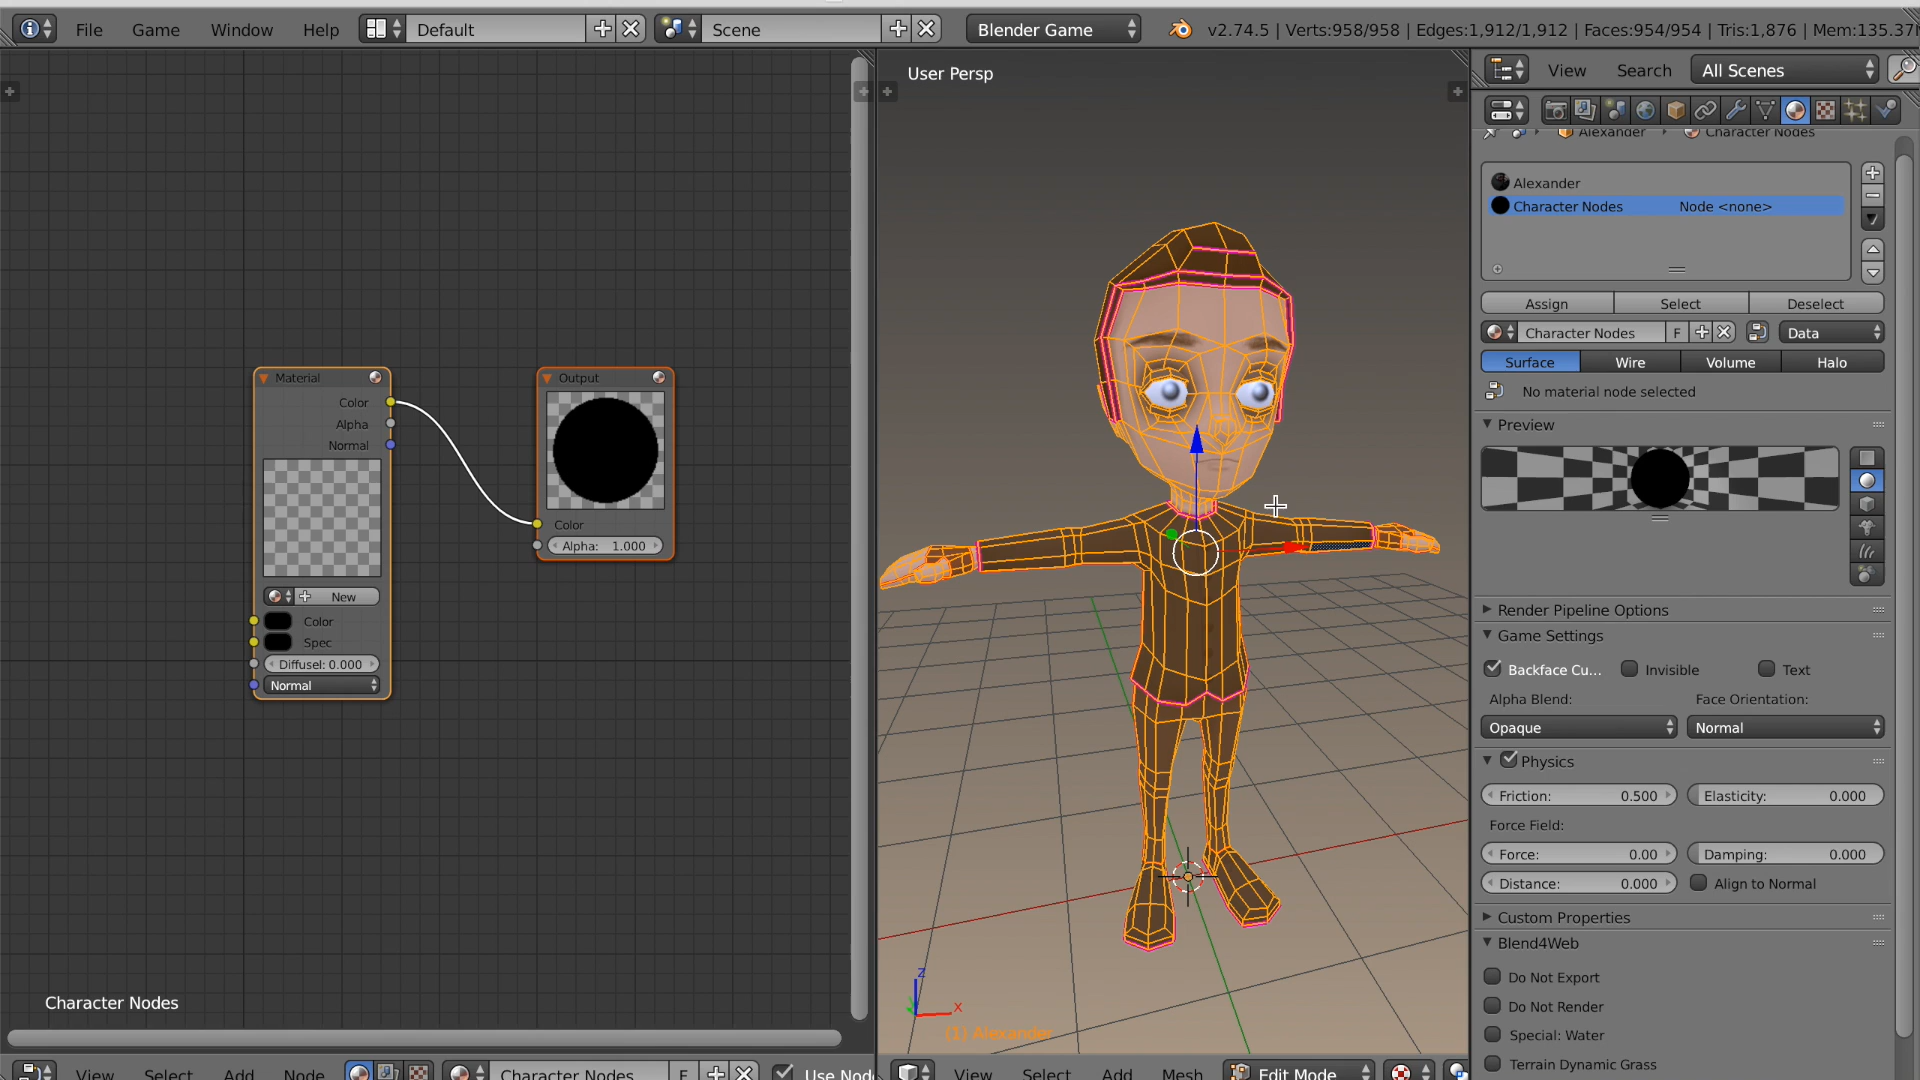 File Game Window Help Default Scene Blender Game v2.74.5 | Verts:958/958 | Edges:1,912/1,912 | Faces:954/954 | Tris:1,876 | Mem:135.37
User Persp
View Search All Scenes
Alexander Character Nodes
Alexander
Character Nodes Node <none>
Assign Select Deselect
Character Nodes F Data
Surface Wire Volume Halo
No material node selected
Preview
Render Pipeline Options
Game Settings
Backface Cu... Invisible Text
Alpha Blend: Face Orientation:
Opaque Normal
Physics
Friction: 0.500 Elasticity: 0.000
Force Field:
Force: 0.00 Damping: 0.000
Distance: 0.000 Align to Normal
Custom Properties
Blend4Web
Do Not Export
Do Not Render
Special: Water
Terrain Dynamic Grass
Material
Color
Alpha
Normal
New
Color
Spec
Diffusel: 0.000
Normal
Output
Color
Alpha: 1.000
Character Nodes
z
x
(1) Alexander
View Select Add Node Character Nodes F Use Nod
View Select Add Mesh Edit Mode